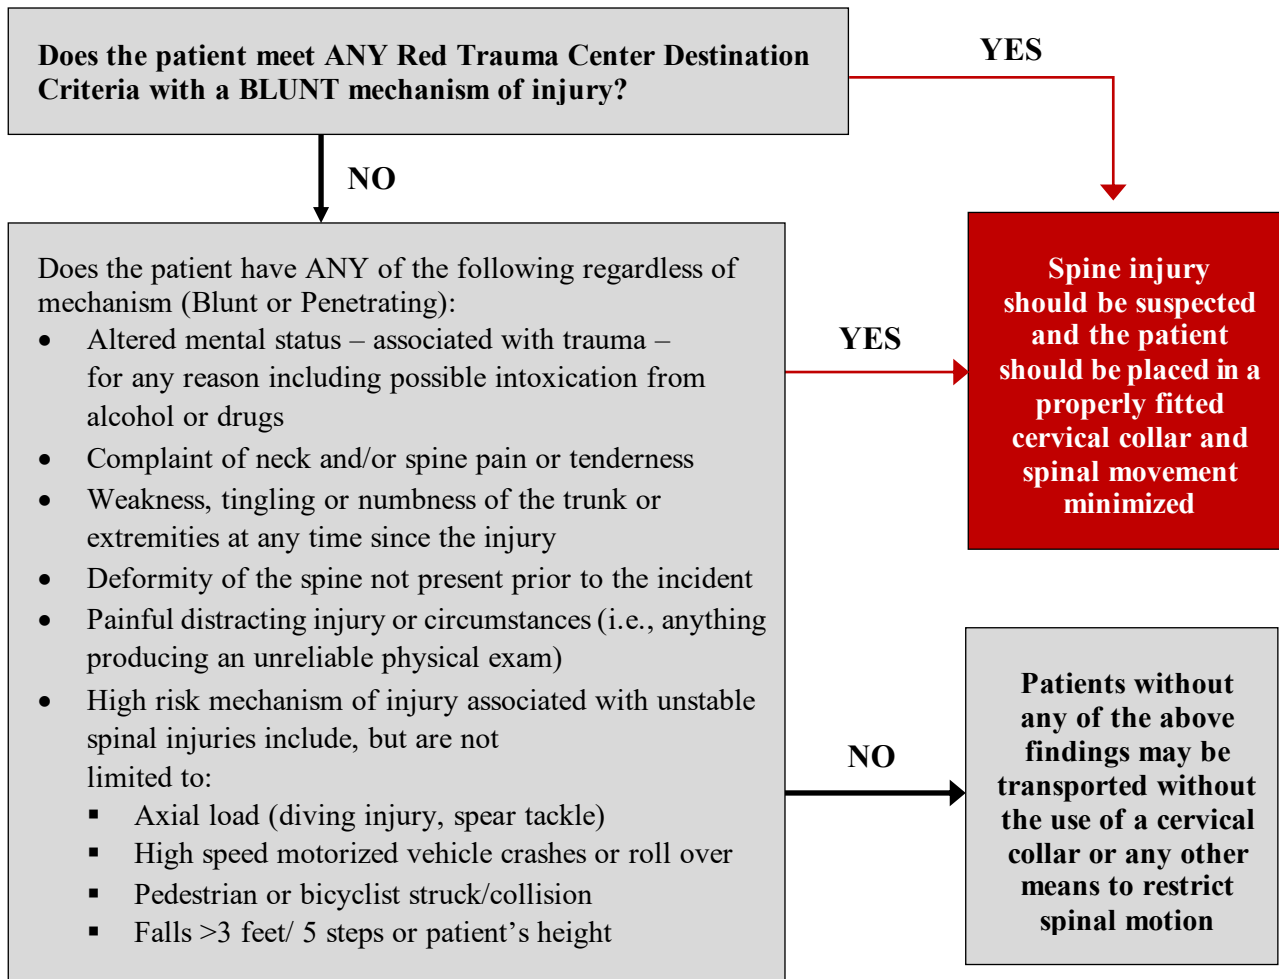 Does the patient meet ANY Red Trauma Center Destination
Criteria with a BLUNT mechanism of injury?
YES
NO
Does the patient have ANY of the following regardless of
mechanism (Blunt or Penetrating):
• Altered mental status – associated with trauma –
for any reason including possible intoxication from
alcohol or drugs
• Complaint of neck and/or spine pain or tenderness
• Weakness, tingling or numbness of the trunk or
extremities at any time since the injury
• Deformity of the spine not present prior to the incident
• Painful distracting injury or circumstances (i.e., anything
producing an unreliable physical exam)
• High risk mechanism of injury associated with unstable
spinal injuries include, but are not
limited to:
▪ Axial load (diving injury, spear tackle)
▪ High speed motorized vehicle crashes or roll over
▪ Pedestrian or bicyclist struck/collision
▪ Falls >3 feet/ 5 steps or patient’s height
YES
Spine injury
should be suspected
and the patient
should be placed in a
properly fitted
cervical collar and
spinal movement
minimized
NO
Patients without
any of the above
findings may be
transported without
the use of a cervical
collar or any other
means to restrict
spinal motion